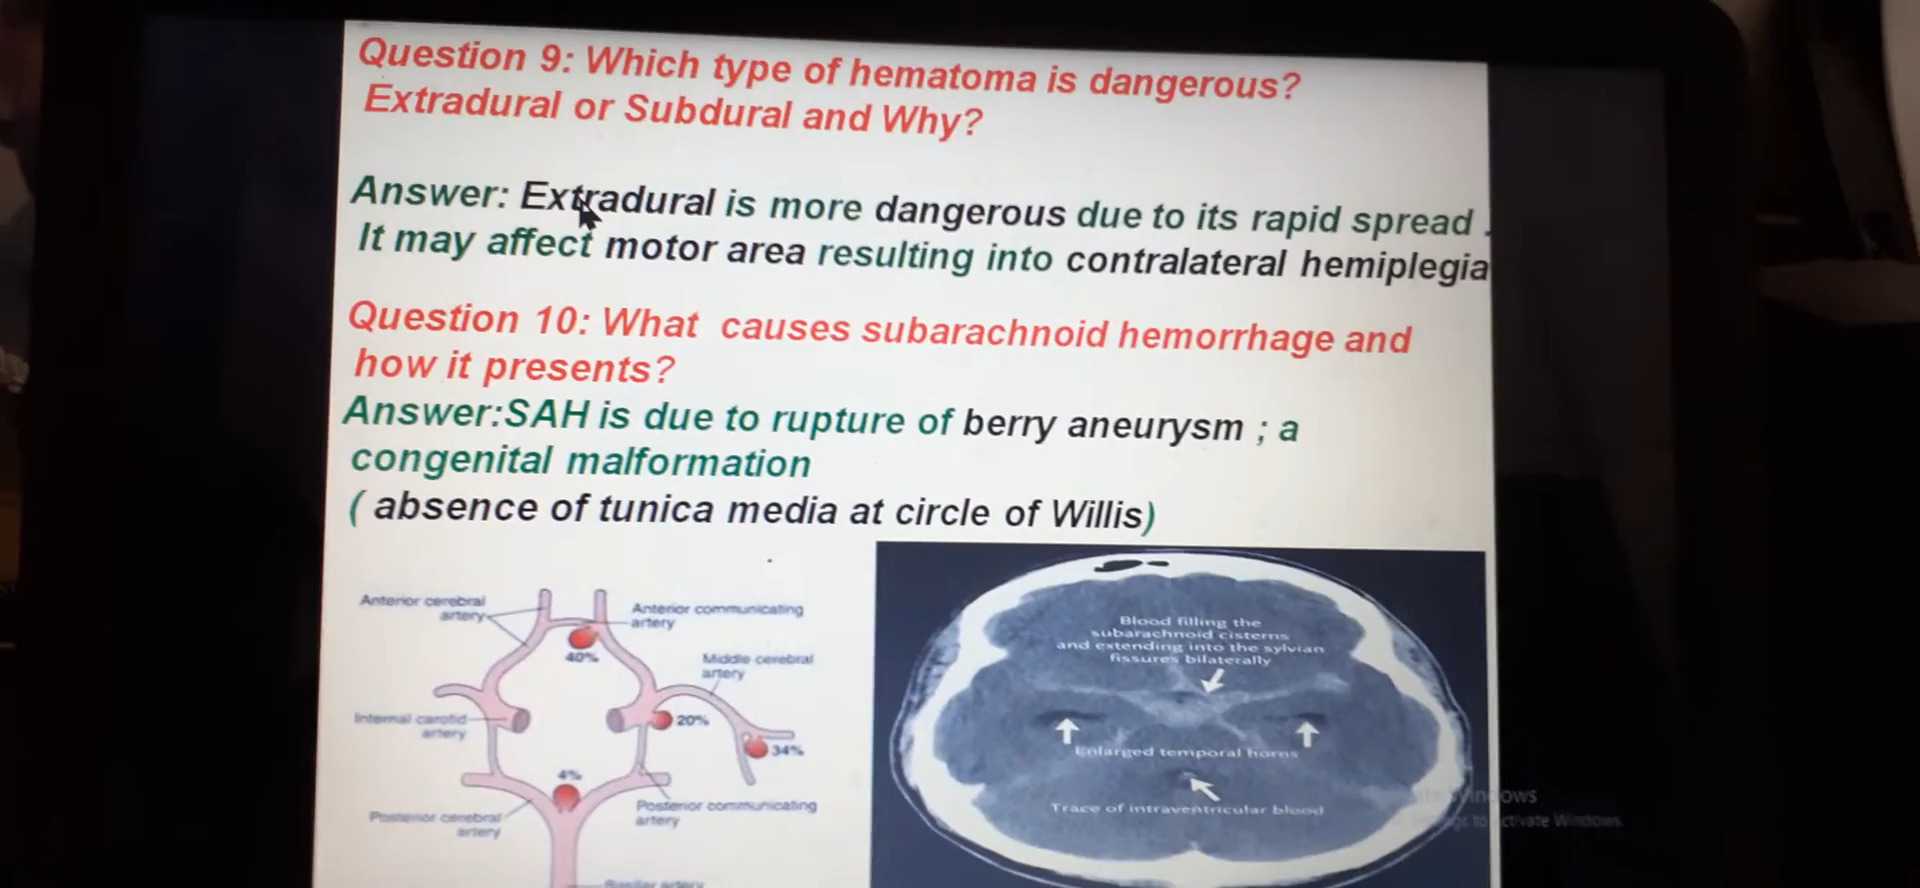 Question 9: Which type of hematoma is dangerous?
Extradural or Subdural and Why?
Answer: Extradural is more dangerous due to its rapid spread .
It may affect motor area resulting into contralateral hemiplegia
Question 10: What causes subarachnoid hemorrhage and
how it presents?
Answer:SAH is due to rupture of berry aneurysm ; a
congenital malformation
( absence of tunica media at circle of Willis)
Anterior cerebral
artery
Anterior communicating
artery
40%
Middle cerebral
artery
Internal carotid
artery
20%
34%
4%
Posterior cerebral
artery
Posterior communicating
artery
Basilar artery
Blood filling the
subarachnoid cisterns
and extending into the sylvian
fissures bilaterally
Enlarged temporal horns
Trace of intraventricular blood
to activate Windows